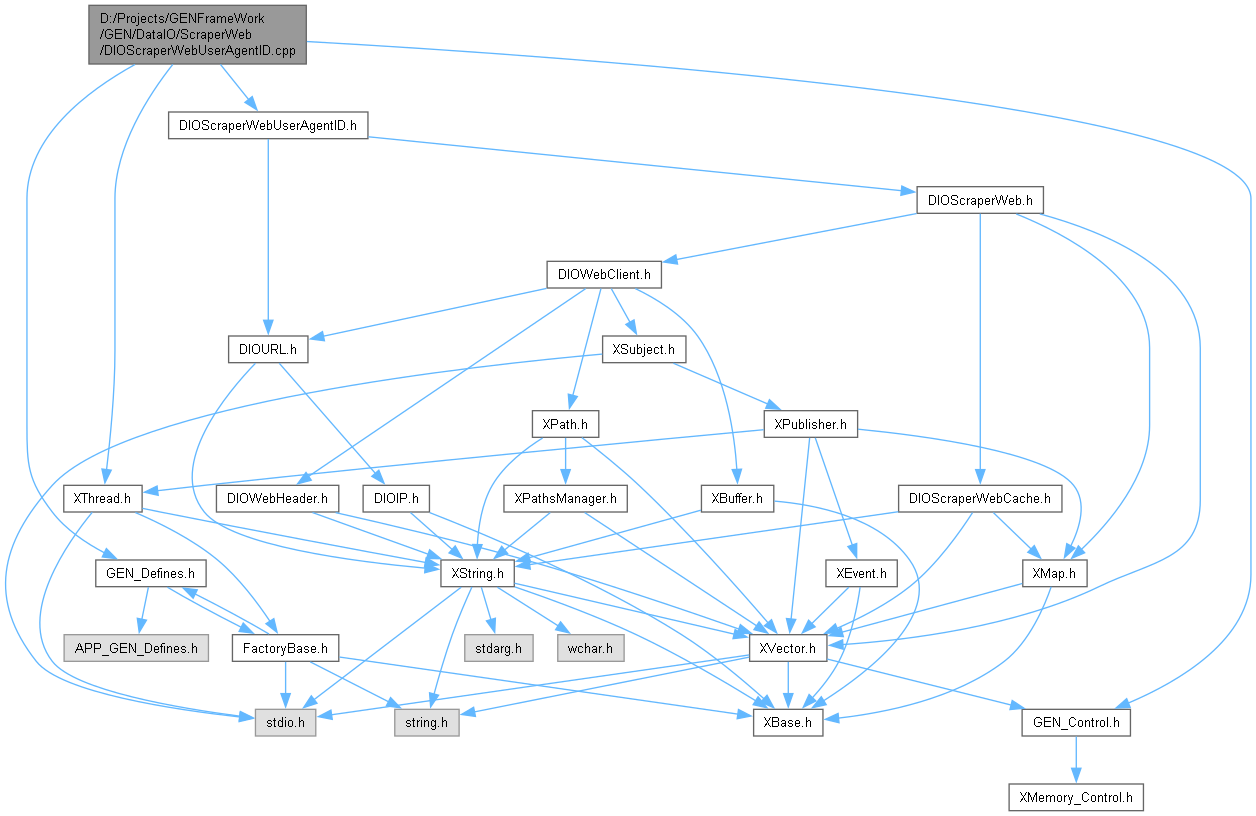 D:/Projects/GENFrameWork
/GEN/DataIO/ScraperWeb
/DIOScraperWebUserAgentID.cpp
DIOScraperWebUserAgentID.h
DIOScraperWeb.h
DIOWebClient.h
DIOURL.h
XSubject.h
XPath.h
XPublisher.h
XThread.h
DIOWebHeader.h
DIOIP.h
XPathsManager.h
XBuffer.h
DIOScraperWebCache.h
GEN_Defines.h
XString.h
XEvent.h
XMap.h
APP_GEN_Defines.h
FactoryBase.h
stdarg.h
wchar.h
XVector.h
stdio.h
string.h
XBase.h
GEN_Control.h
XMemory_Control.h